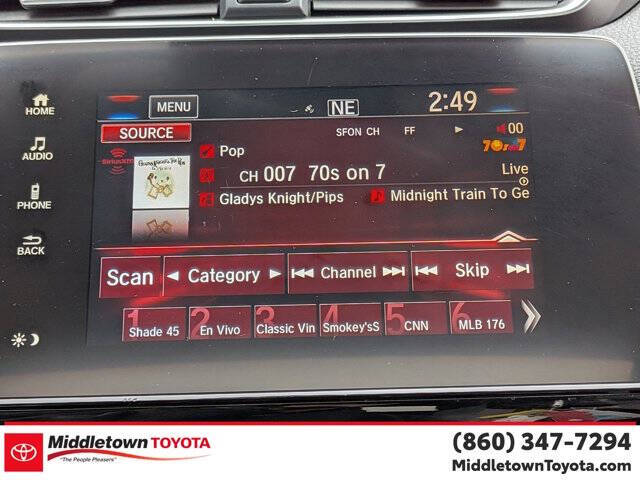 HOME
AUDIO
PHONE
BACK
MENU
NE
2:49
SOURCE
SFON CH FF
00
SiriusXM
Pop
70s on 7
CH 007 70s on 7
Live
Gladys Knight/Pips
Midnight Train To Ge
Scan
Category
Channel
Skip
1 Shade 45
2 En Vivo
3 Classic Vin
4 Smokey'sS
5 CNN
6 MLB 176
Middletown TOYOTA
"The People Pleasers"
(860) 347-7294
MiddletownToyota.com